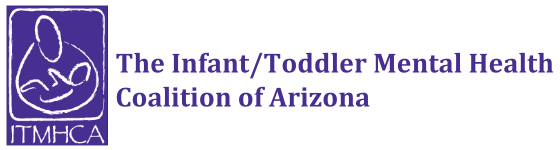 The Infant/Toddler Mental Health
Coalition of Arizona
ITMHCA